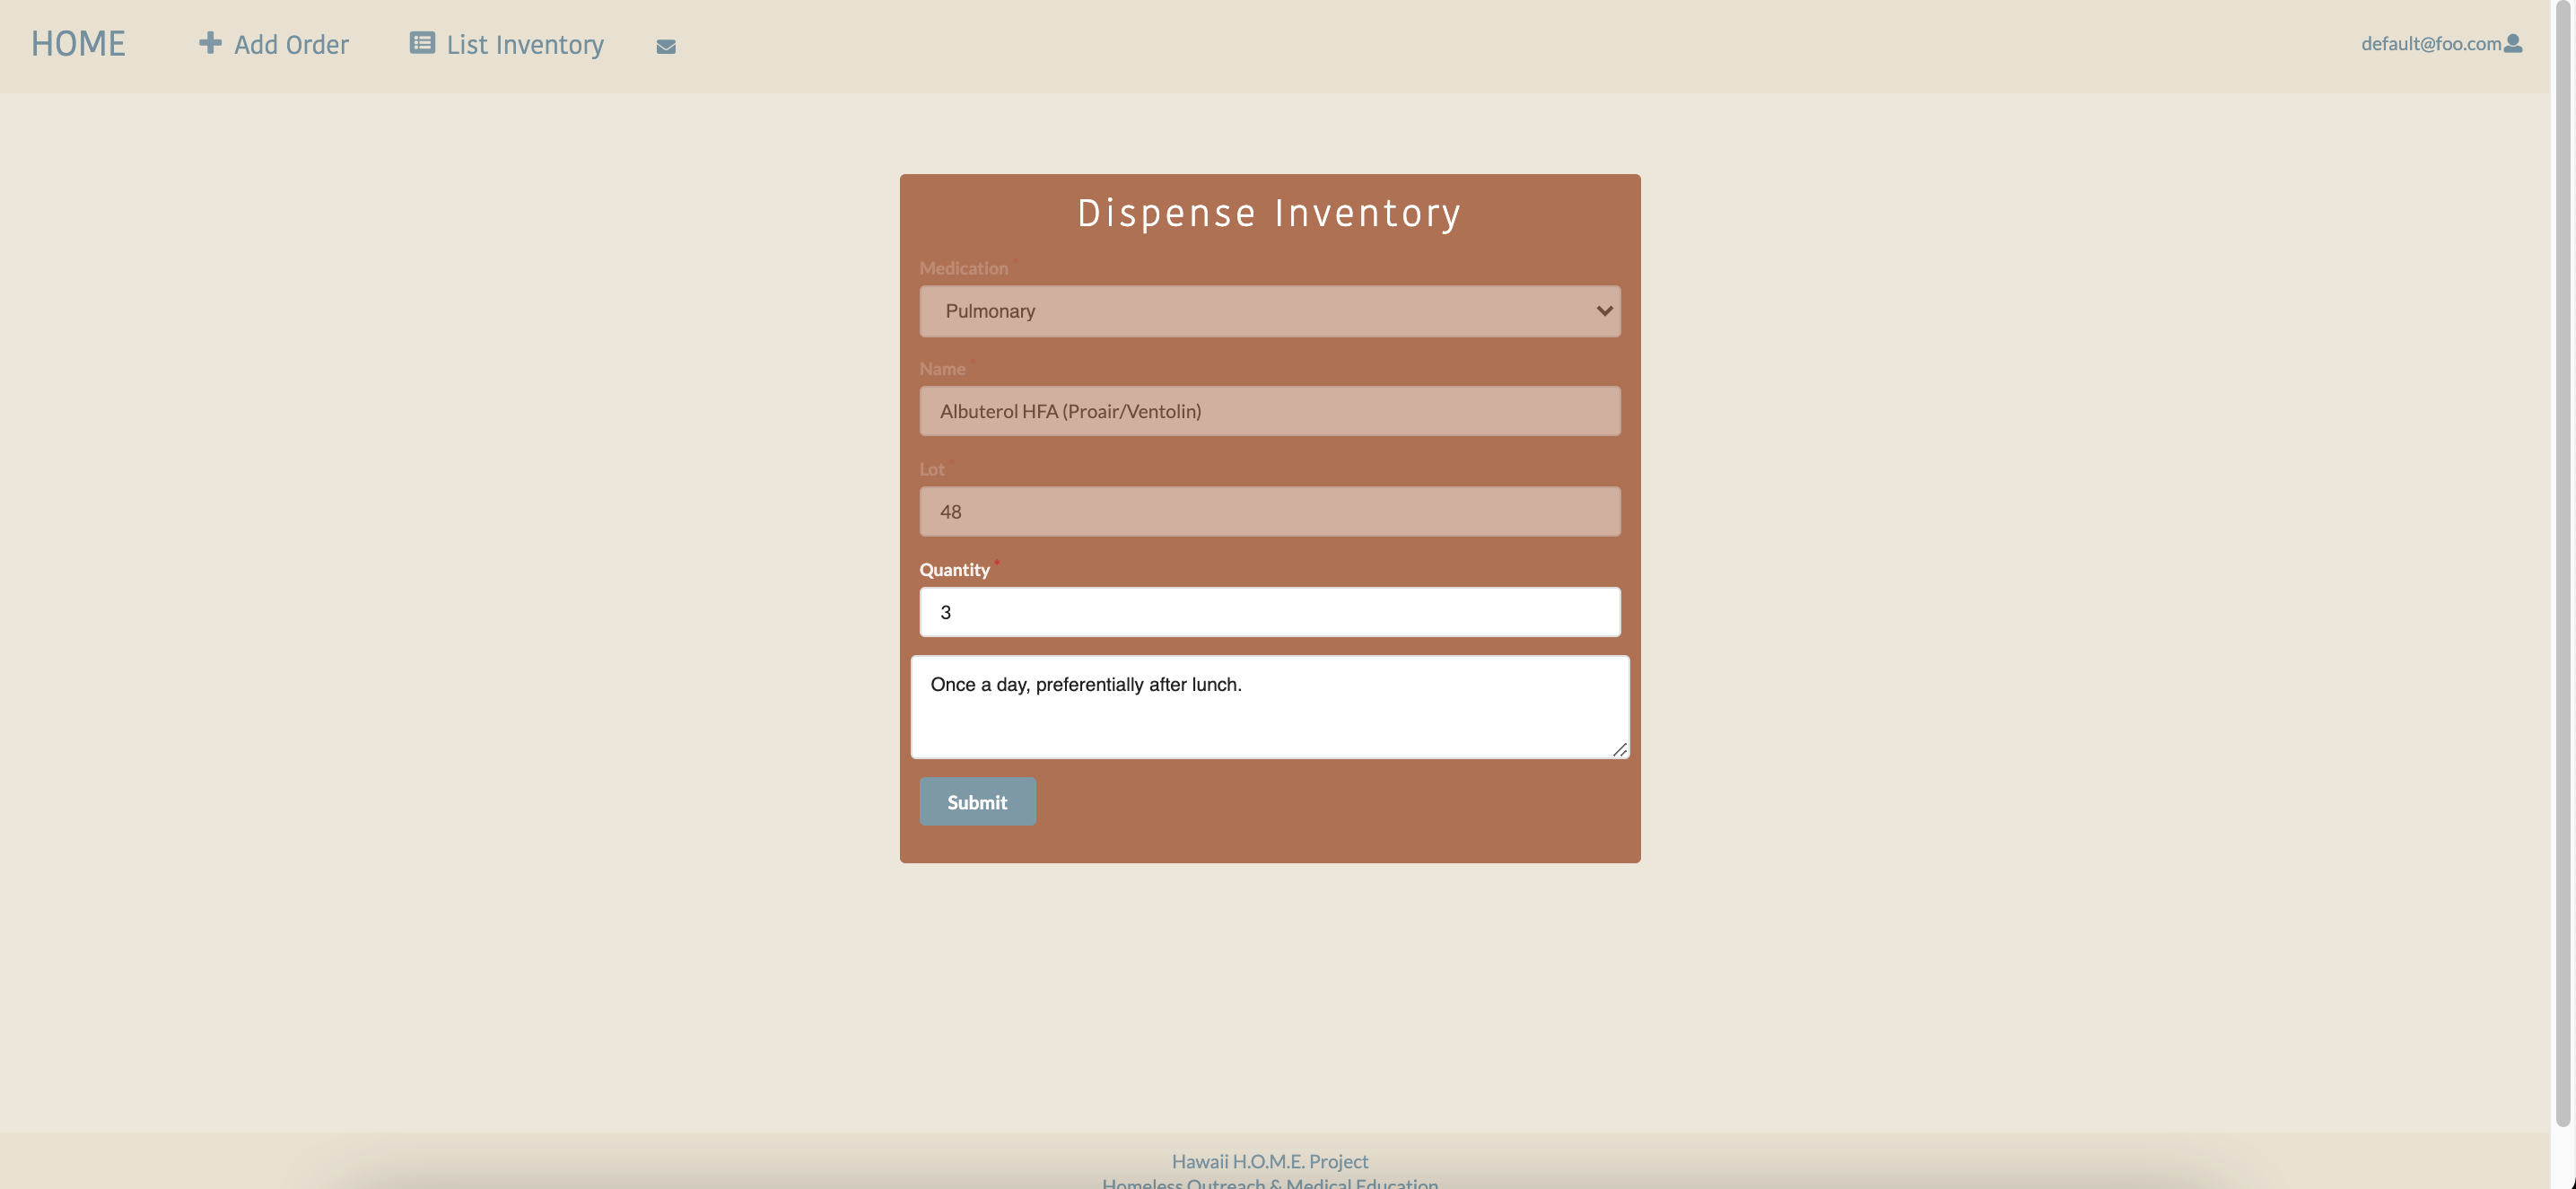 HOME Add Order List Inventory default@foo.com
Dispense Inventory
Medication *
Pulmonary
Name *
Albuterol HFA (Proair/Ventolin)
Lot *
48
Quantity *
3
Once a day, preferentially after lunch.
Submit
Hawaii H.O.M.E. Project
Homeless Outreach & Medical Education